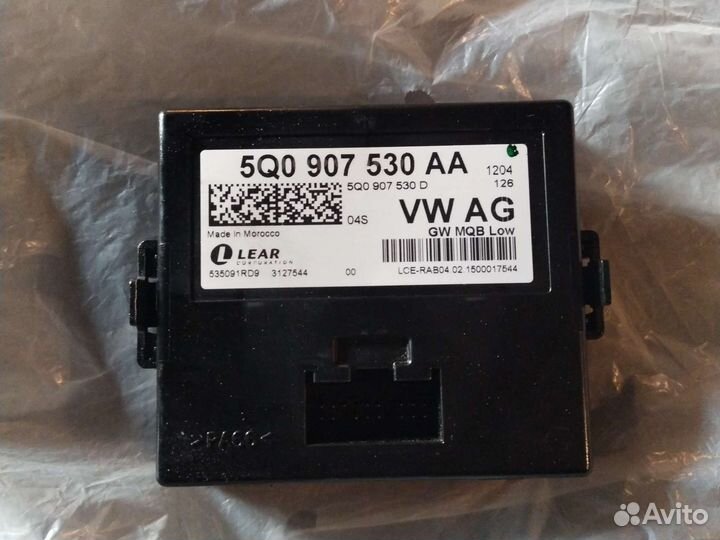 5Q0 907 530 AA
1204
5Q0 907 530 D
126
04S
VW AG
Made in Morocco
GW MQB Low
LEAR
CORPORATION
535091RD9 3127544 00 LCE-RAB04.02.1500017544
Avito